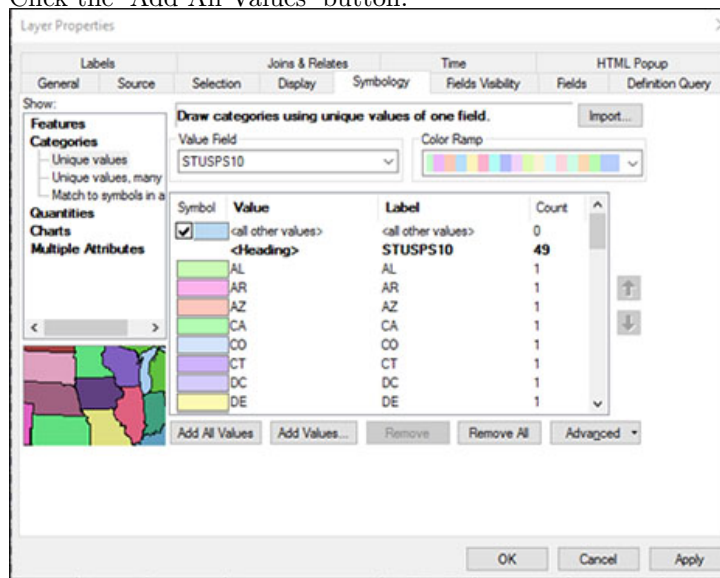 Click the "Add All Values" button.
Layer Properties
Labels Joins & Relates Time HTML Popup
General Source Selection Display Symbology Fields Visibility Fields Definition Query
Show:
Features
Categories
Unique values
Unique values, many
Match to symbols in a
Quantities
Charts
Multiple Attributes
Draw categories using unique values of one field.
Import...
Value Field
Color Ramp
STUSPS10
Symbol Value Label Count
<all other values> <all other values> 0
<Heading> STUSPS10 49
AL AL 1
AR AR 1
AZ AZ 1
CA CA 1
CO CO 1
CT CT 1
DC DC 1
DE DE 1
Add All Values Add Values... Remove Remove All Advanced
OK Cancel Apply